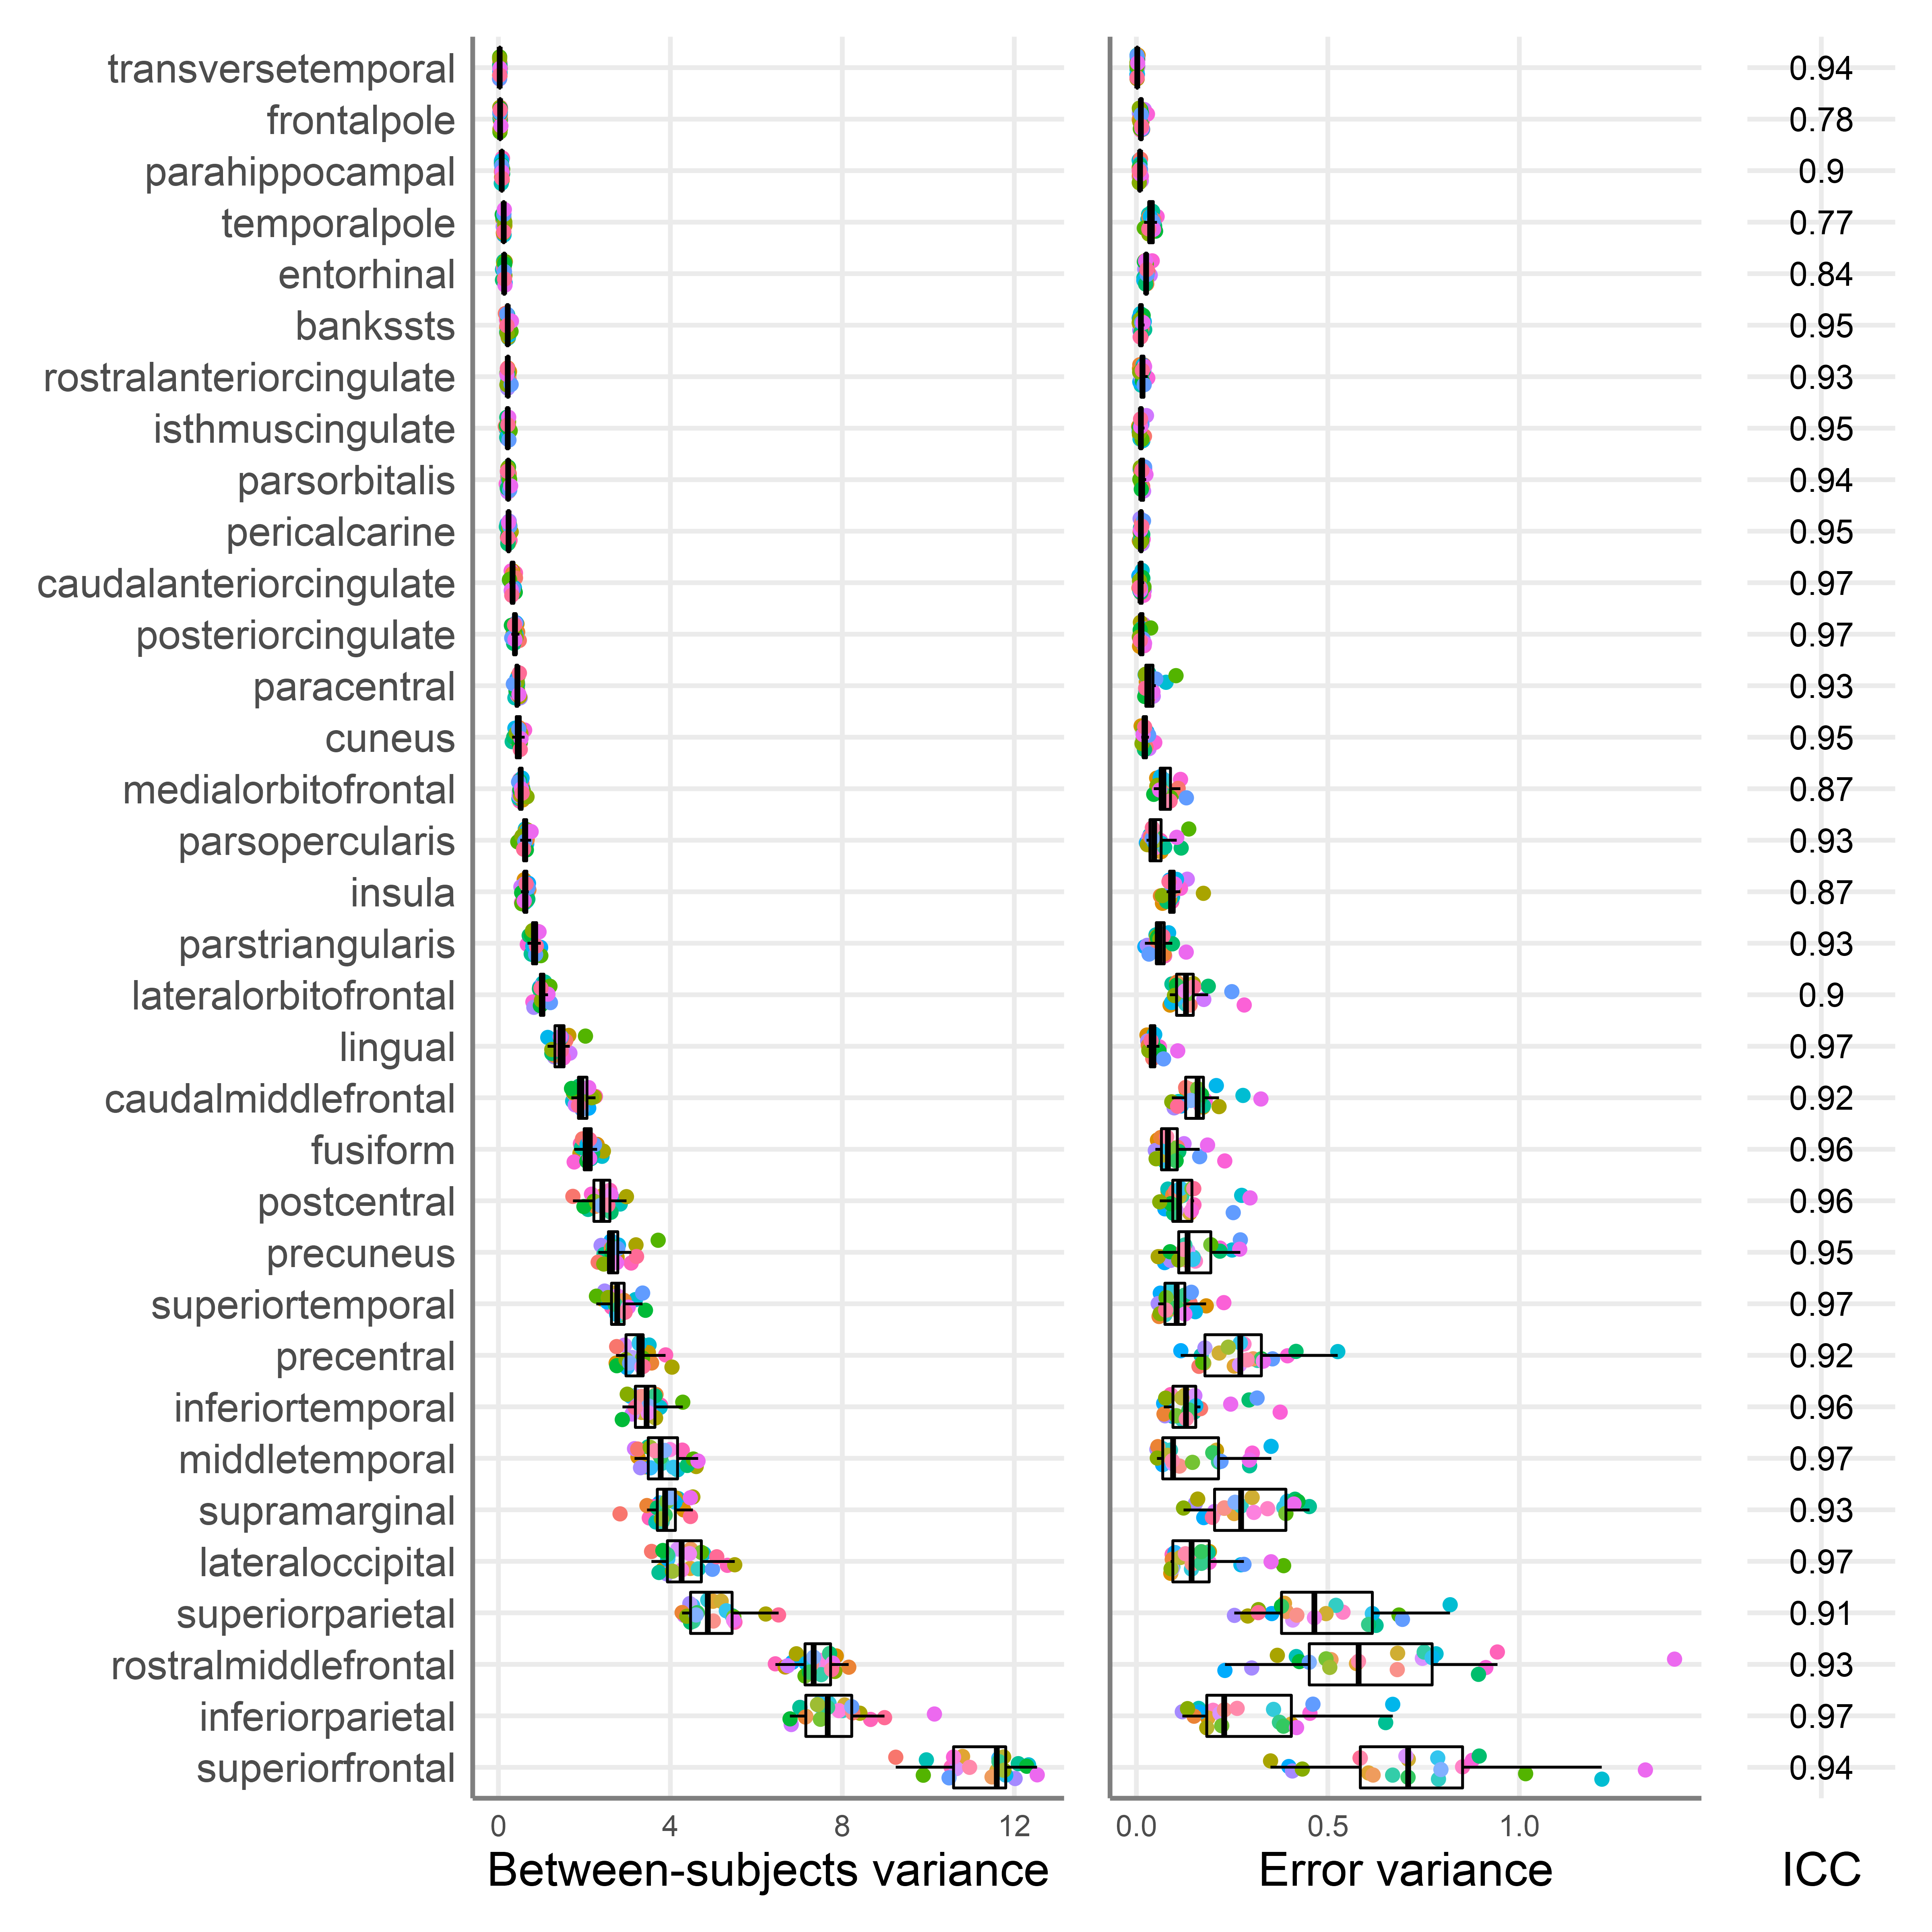 transversetemporal 0.94
frontalpole 0.78
parahippocampal 0.9
temporalpole 0.77
entorhinal 0.84
bankssts 0.95
rostralanteriorcingulate 0.93
isthmuscingulate 0.95
parsorbitalis 0.94
pericalcarine 0.95
caudalanteriorcingulate 0.97
posteriorcingulate 0.97
paracentral 0.93
cuneus 0.95
medialorbitofrontal 0.87
parsopercularis 0.93
insula 0.87
parstriangularis 0.93
lateralorbitofrontal 0.9
lingual 0.97
caudalmiddlefrontal 0.92
fusiform 0.96
postcentral 0.96
precuneus 0.95
superiortemporal 0.97
precentral 0.92
inferiortemporal 0.96
middletemporal 0.97
supramarginal 0.93
lateraloccipital 0.97
superiorparietal 0.91
rostralmiddlefrontal 0.93
inferiorparietal 0.97
superiorfrontal 0.94
0 4 8 12 0.0 0.5 1.0
Between-subjects variance Error variance ICC